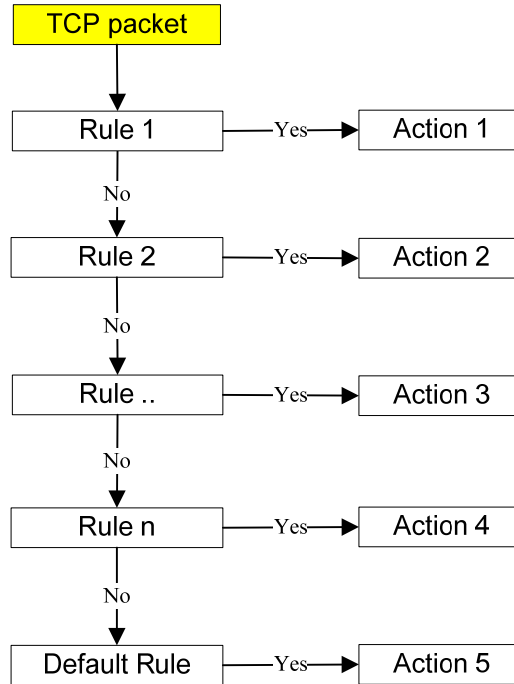 TCP packet
Rule 1
Yes
Action 1
No
Rule 2
Yes
Action 2
No
Rule ..
Yes
Action 3
No
Rule n
Yes
Action 4
No
Default Rule
Yes
Action 5